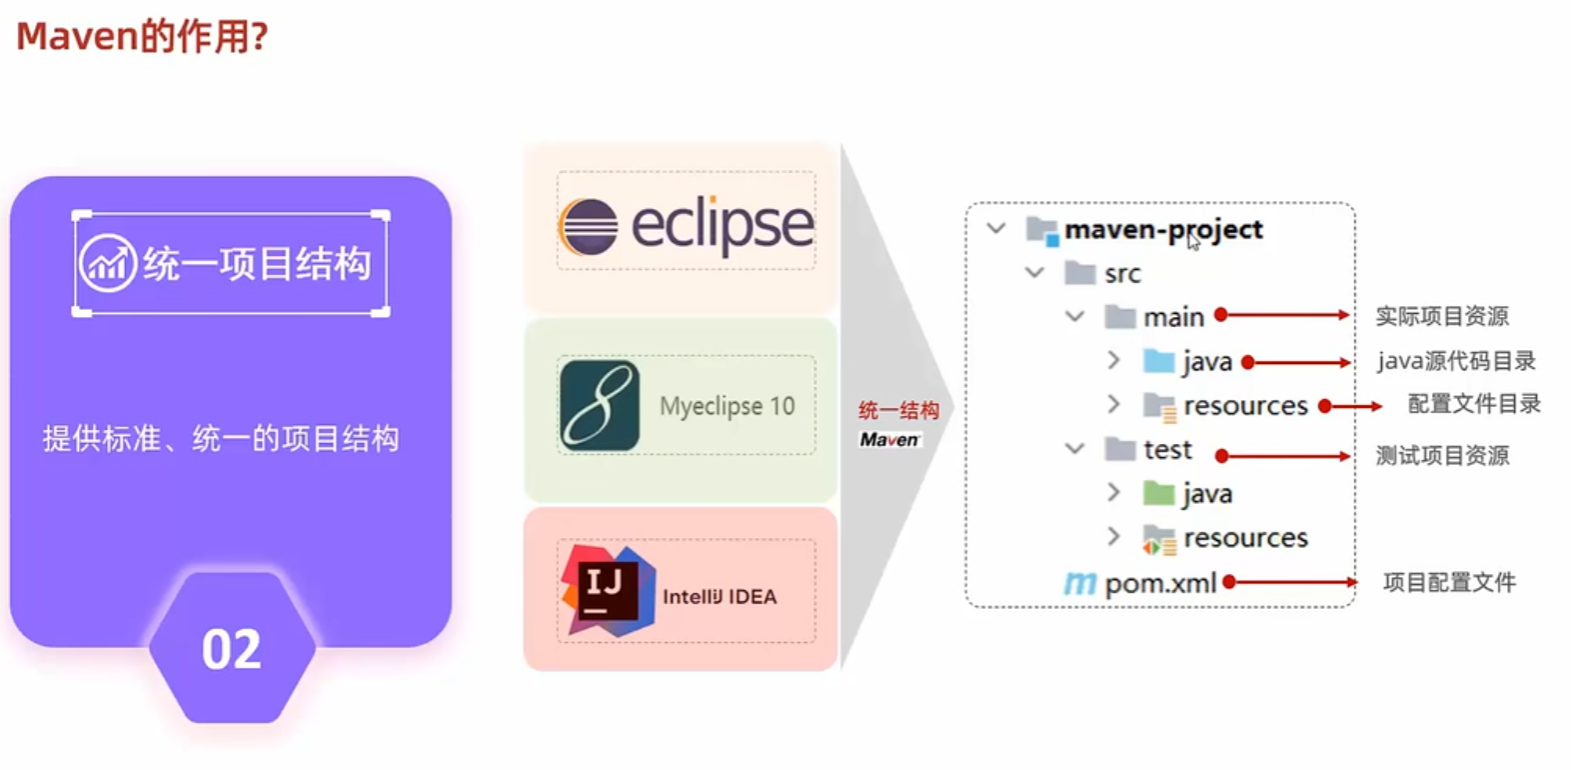 Maven的作用?
统一项目结构
提供标准、统一的项目结构
02
eclipse
Myeclipse 10
IJ
IntelliJ IDEA
统一结构
Maven
maven-project
src
main
实际项目资源
java
java源代码目录
resources
配置文件目录
test
测试项目资源
java
resources
m pom.xml
项目配置文件